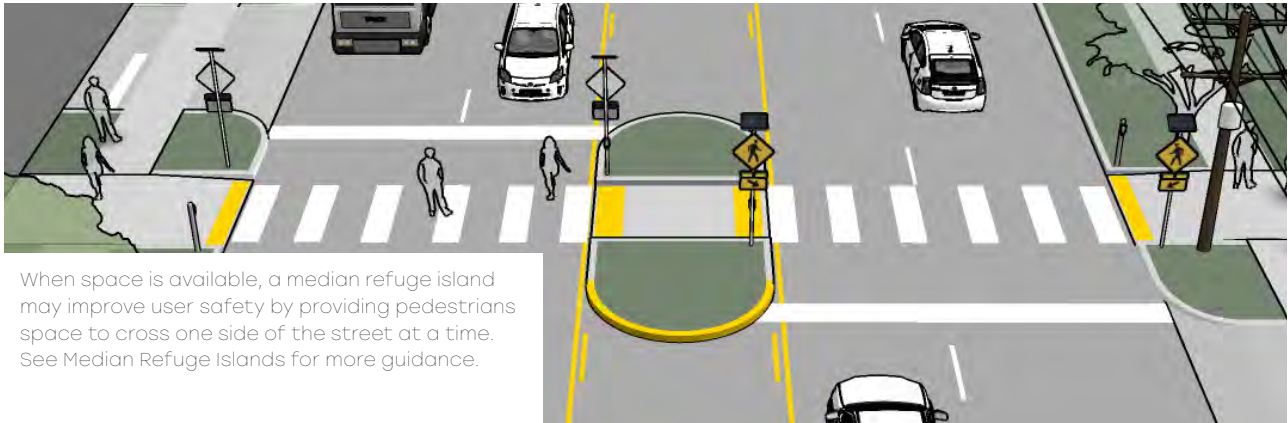 When space is available, a median refuge island
may improve user safety by providing pedestrians
space to cross one side of the street at a time.
See Median Refuge Islands for more guidance.